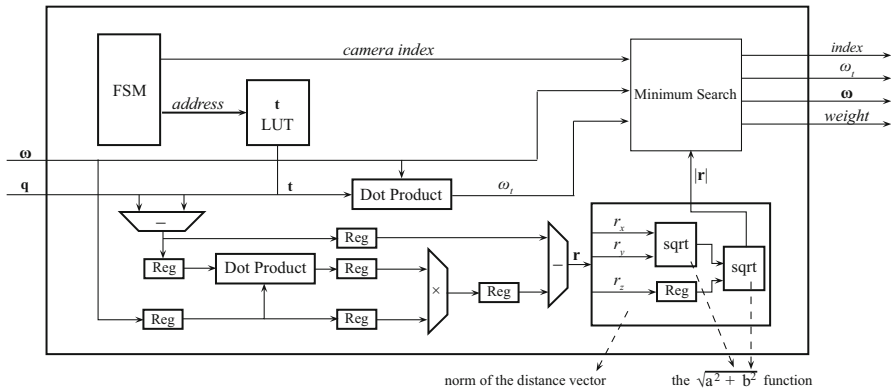 camera index
index
FSM
ω_t
t
LUT
address
Minimum Search
ω
weight
ω
q
t
Dot Product
ω_t
|r|
−
Reg
r_x
sqrt
r_y
−
r
Reg
Dot Product
Reg
sqrt
×
Reg
r_z
Reg
Reg
Reg
norm of the distance vector
the √a² + b² function